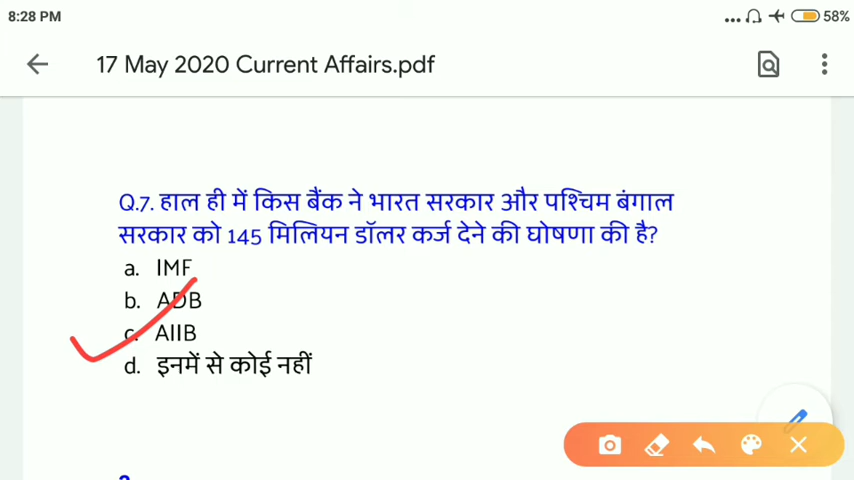 8:28 PM
58%
17 May 2020 Current Affairs.pdf
Q.7. हाल ही में किस बैंक ने भारत सरकार और पश्चिम बंगाल
सरकार को 145 मिलियन डॉलर कर्ज देने की घोषणा की है?
a. IMF
b. ADB
c. AIIB
d. इनमें से कोई नहीं